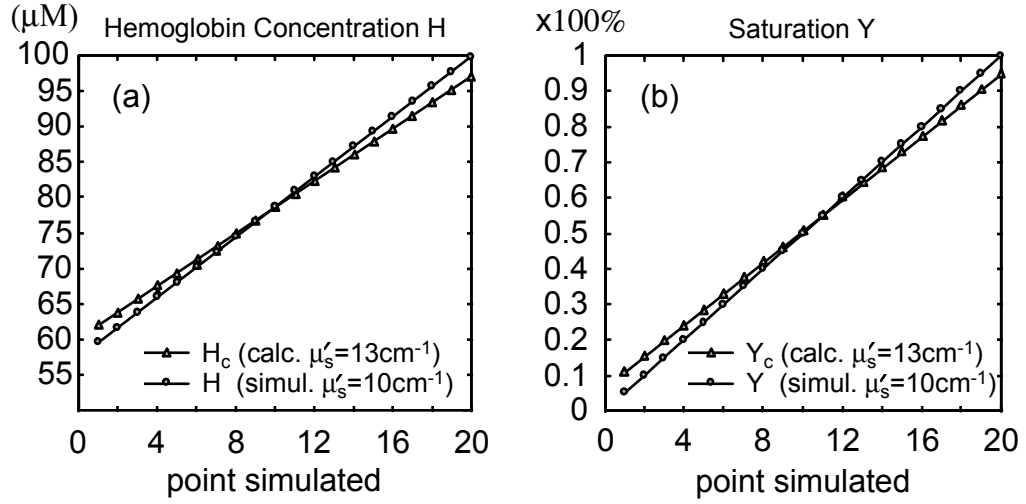 (μM) Hemoglobin Concentration H
100
95
90
85
80
75
70
65
60
55
(a)
H_c (calc. μ′_s=13cm⁻¹)
H (simul. μ′_s=10cm⁻¹)
0 4 8 12 16 20
point simulated
x100% Saturation Y
1
0.9
0.8
0.7
0.6
0.5
0.4
0.3
0.2
0.1
0
(b)
Y_c (calc. μ′_s=13cm⁻¹)
Y (simul. μ′_s=10cm⁻¹)
0 4 8 12 16 20
point simulated